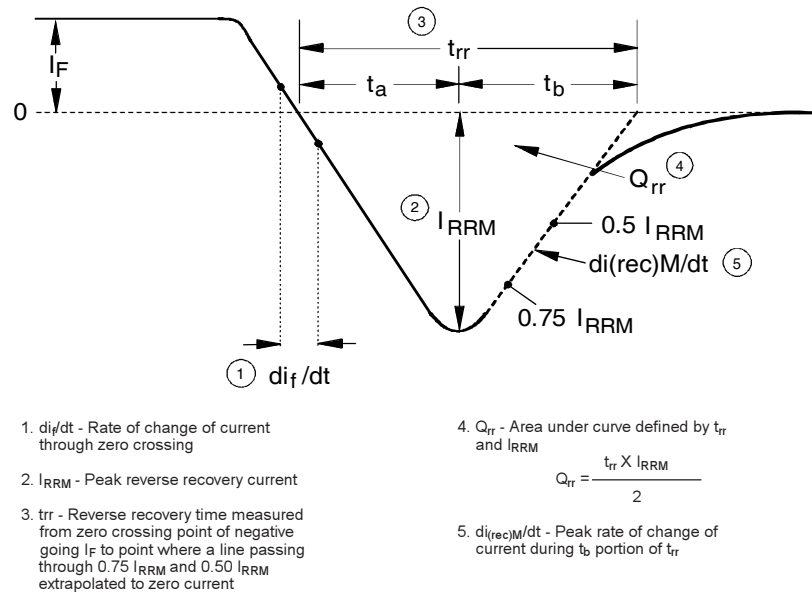 3
t_rr
I_F
t_a
t_b
0
Q_rr
4
2
I_RRM
0.5 I_RRM
di(rec)M/dt
5
0.75 I_RRM
1
di_f/dt
1. di_f/dt - Rate of change of current
through zero crossing
2. I_RRM - Peak reverse recovery current
3. trr - Reverse recovery time measured
from zero crossing point of negative
going I_F to point where a line passing
through 0.75 I_RRM and 0.50 I_RRM
extrapolated to zero current
4. Q_rr - Area under curve defined by t_rr
and I_RRM
Q_rr = t_rr X I_RRM
2
5. di_(rec)M/dt - Peak rate of change of
current during t_b portion of t_rr